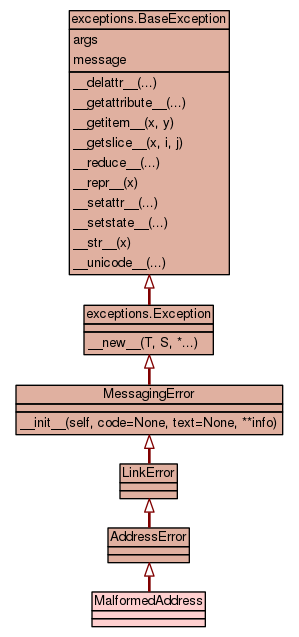 exceptions.BaseException
args
message
__delattr__(...)
__getattribute__(...)
__getitem__(x, y)
__getslice__(x, i, j)
__reduce__(...)
__repr__(x)
__setattr__(...)
__setstate__(...)
__str__(x)
__unicode__(...)
exceptions.Exception
__new__(T, S, *...)
MessagingError
__init__(self, code=None, text=None, **info)
LinkError
AddressError
MalformedAddress